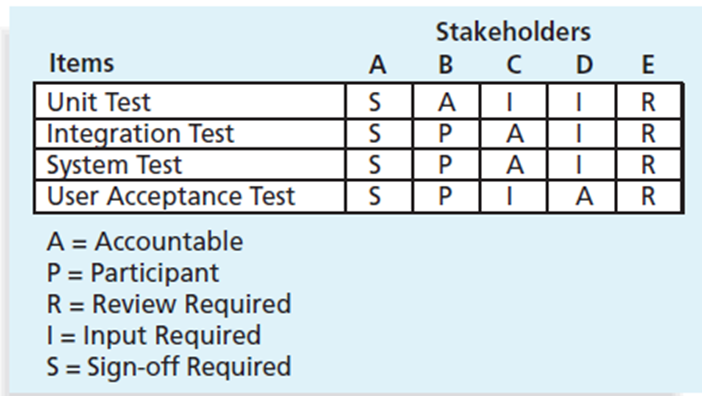 Stakeholders
Items A B C D E
Unit Test S A I I R
Integration Test S P A I R
System Test S P A I R
User Acceptance Test S P I A R
A = Accountable
P = Participant
R = Review Required
I = Input Required
S = Sign-off Required